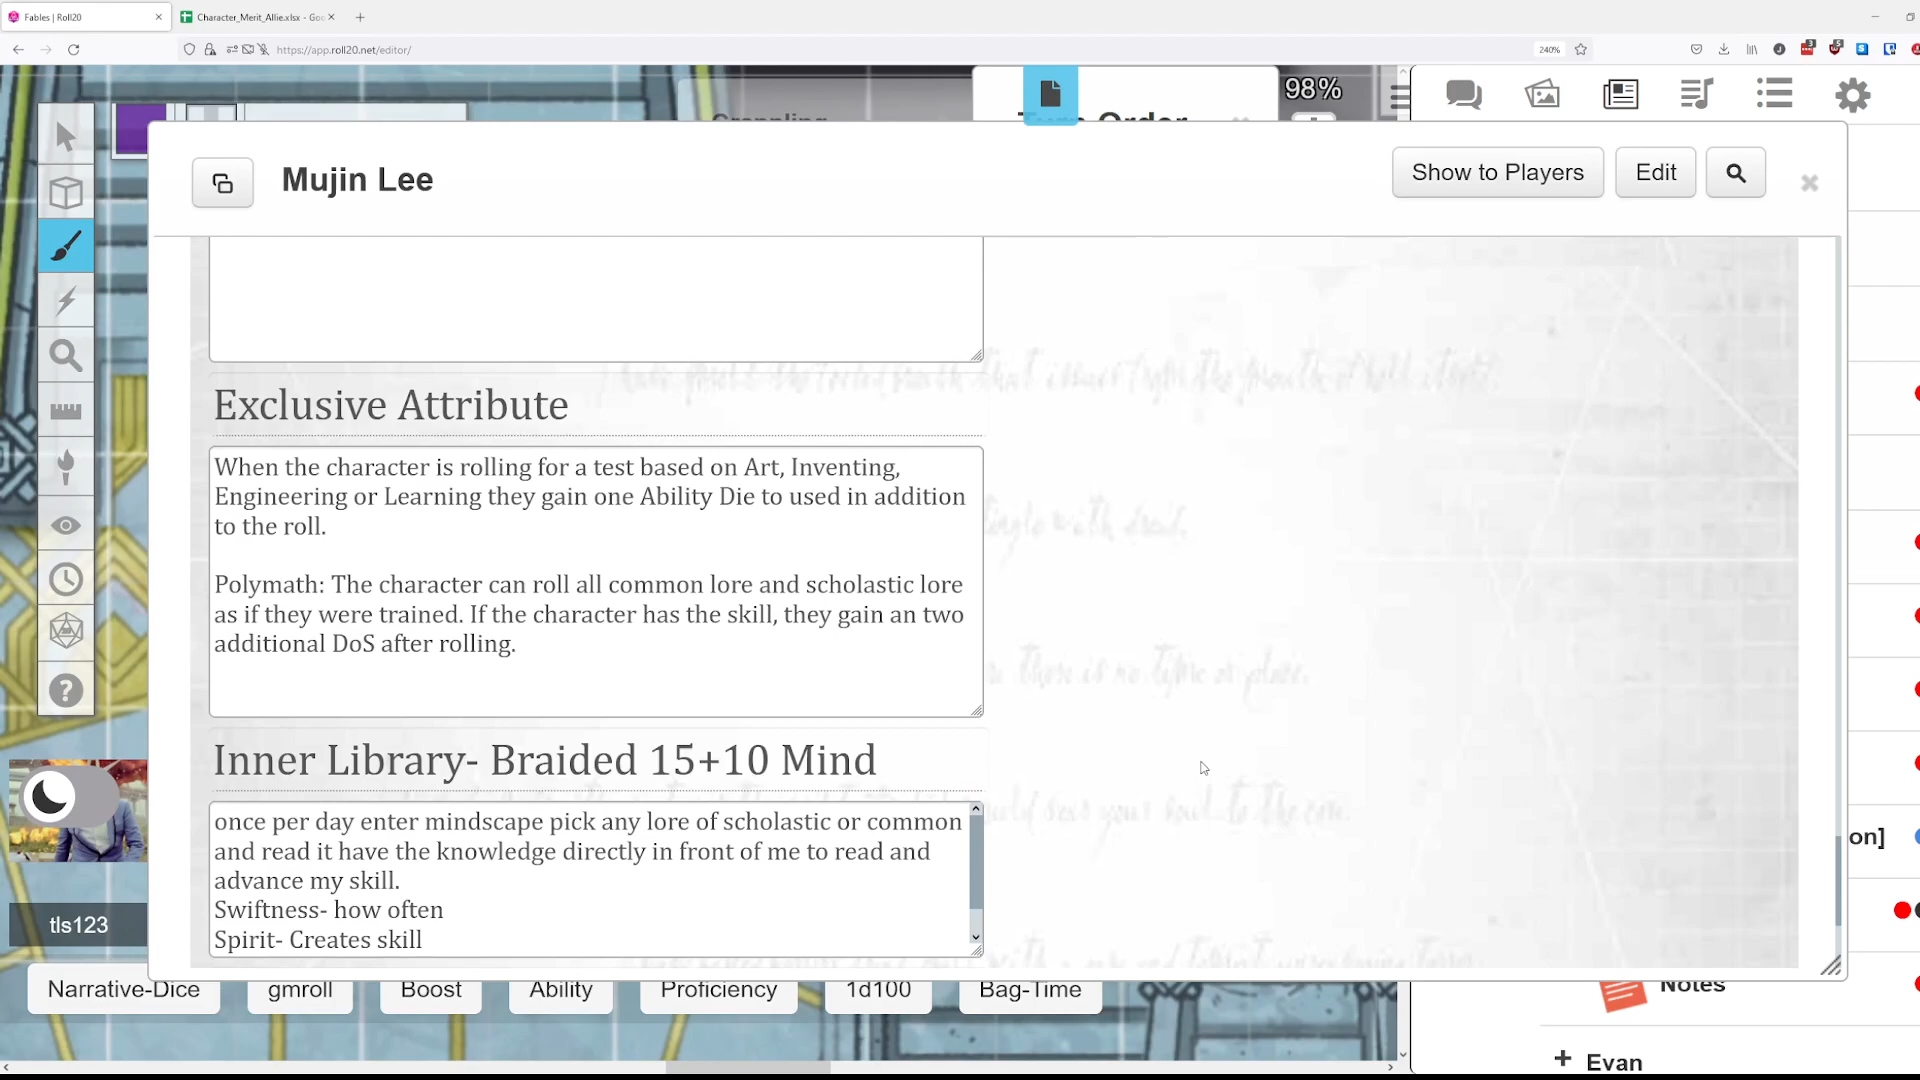 Fables | Roll20
Character_Merit_Allie.xlsx - Goo
https://app.roll20.net/editor/
240%
98%
Turn Order
Grappling
Mujin Lee
Show to Players
Edit
Exclusive Attribute
When the character is rolling for a test based on Art, Inventing,
Engineering or Learning they gain one Ability Die to used in addition
to the roll.
Polymath: The character can roll all common lore and scholastic lore
as if they were trained. If the character has the skill, they gain an two
additional DoS after rolling.
Inner Library- Braided 15+10 Mind
once per day enter mindscape pick any lore of scholastic or common
and read it have the knowledge directly in front of me to read and
advance my skill.
Swiftness- how often
Spirit- Creates skill
on]
tls123
Narrative-Dice
gmroll
Boost
Ability
Proficiency
1d100
Bag-Time
Notes
Evan